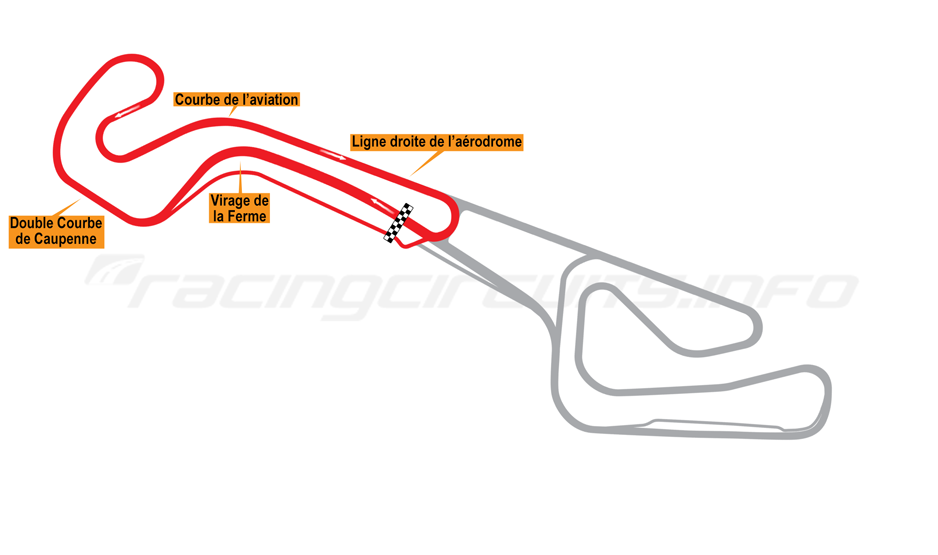 Courbe de l'aviation
Ligne droite de l'aérodrome
Virage de
la Ferme
Double Courbe
de Caupenne
racingcircuits.info